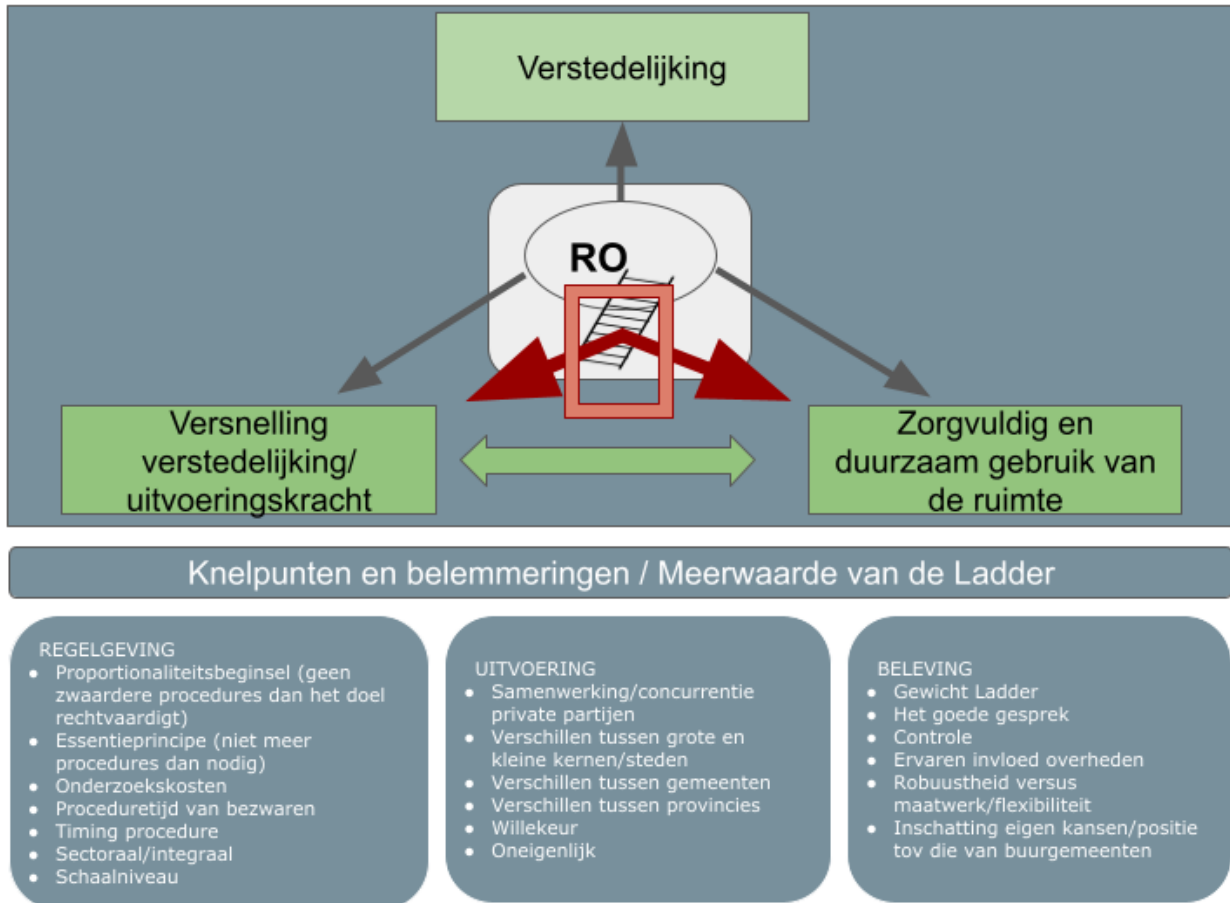 Verstedelijking
RO
Versnelling
verstedelijking/
uitvoeringskracht
Zorgvuldig en
duurzaam gebruik van
de ruimte
Knelpunten en belemmeringen / Meerwaarde van de Ladder
REGELGEVING
● Proportionaliteitsbeginsel (geen
zwaardere procedures dan het doel
rechtvaardigt)
● Essentieprincipe (niet meer
procedures dan nodig)
● Onderzoekskosten
● Proceduretijd van bezwaren
● Timing procedure
● Sectoraal/integraal
● Schaalniveau
UITVOERING
● Samenwerking/concurrentie
private partijen
● Verschillen tussen grote en
kleine kernen/steden
● Verschillen tussen gemeenten
● Verschillen tussen provincies
● Willekeur
● Oneigenlijk
BELEVING
● Gewicht Ladder
● Het goede gesprek
● Controle
● Ervaren invloed overheden
● Robuustheid versus
maatwerk/flexibiliteit
● Inschatting eigen kansen/positie
tov die van buurgemeenten